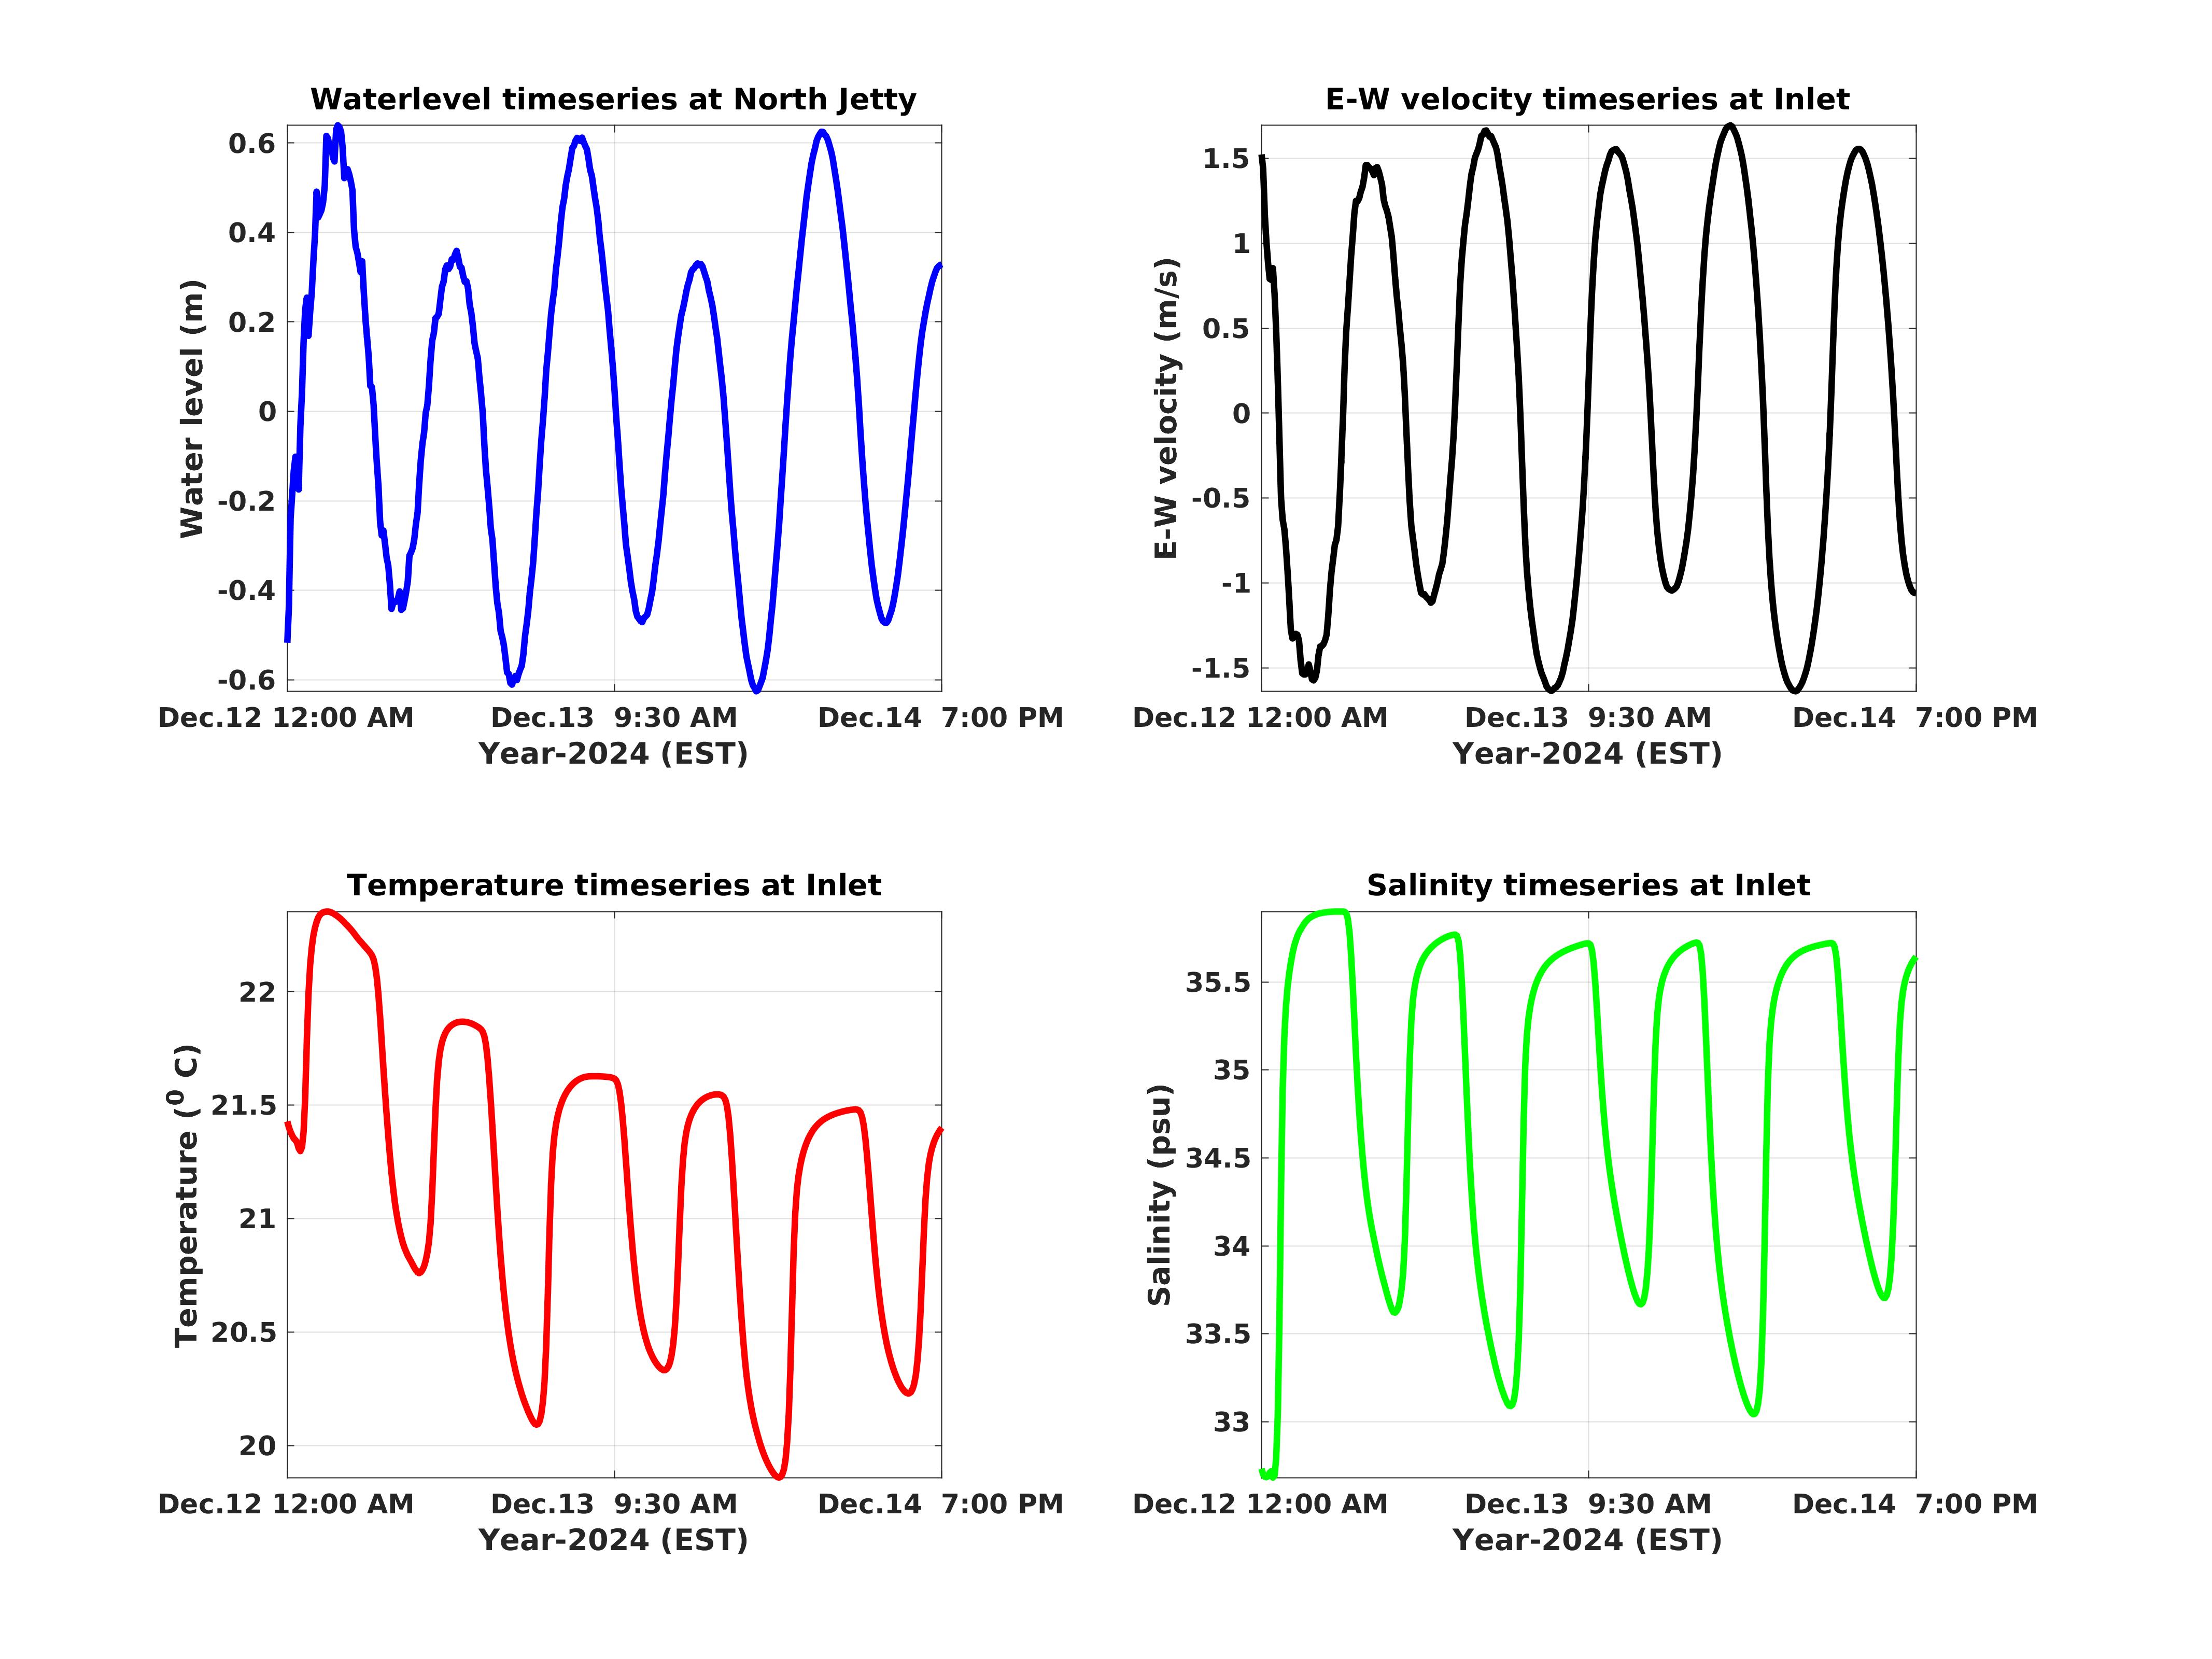 Waterlevel timeseries at North Jetty
0.6
0.4
0.2
0
-0.2
-0.4
-0.6
Water level (m)
Dec.12 12:00 AM Dec.13 9:30 AM Dec.14 7:00 PM
Year-2024 (EST)
E-W velocity timeseries at Inlet
1.5
1
0.5
0
-0.5
-1
-1.5
E-W velocity (m/s)
Dec.12 12:00 AM Dec.13 9:30 AM Dec.14 7:00 PM
Year-2024 (EST)
Temperature timeseries at Inlet
22
21.5
21
20.5
20
Temperature (⁰ C)
Dec.12 12:00 AM Dec.13 9:30 AM Dec.14 7:00 PM
Year-2024 (EST)
Salinity timeseries at Inlet
35.5
35
34.5
34
33.5
33
Salinity (psu)
Dec.12 12:00 AM Dec.13 9:30 AM Dec.14 7:00 PM
Year-2024 (EST)